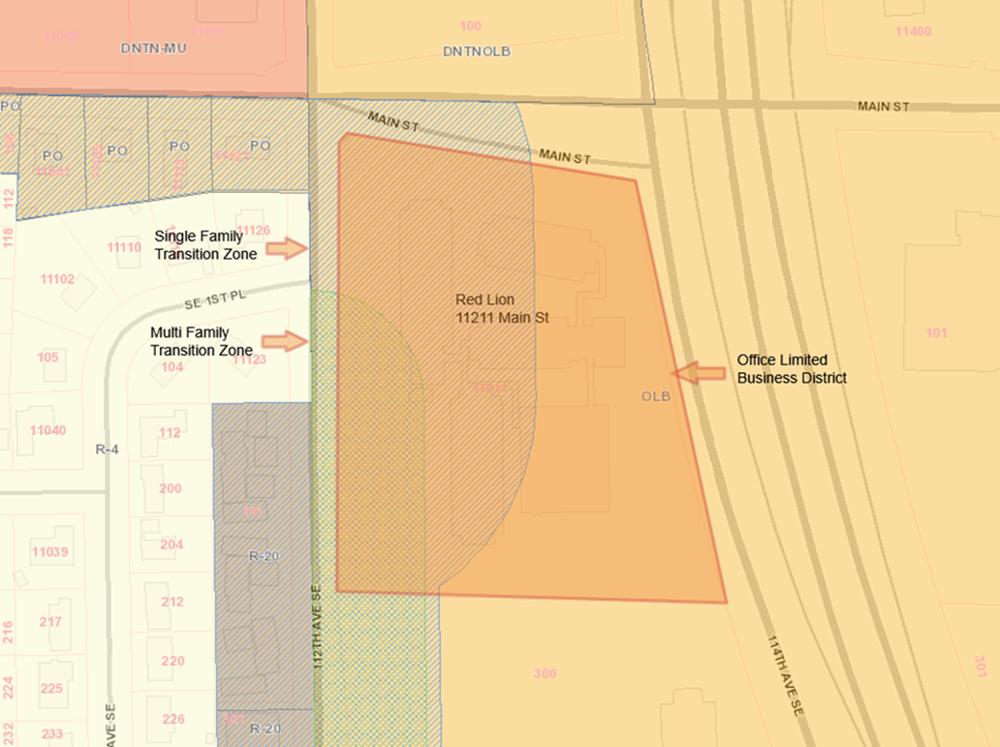 100
11400
DNTN-MU
DNTNOLB
MAIN ST
PO
MAIN ST
PO
PO
PO
PO
MAIN ST
112
118
11126
Single Family
Transition Zone
11110
11102
SE 1ST PL
Red Lion
11211 Main St
Multi Family
Transition Zone
101
105
104
11123
Office Limited
Business District
OLB
11040
112
R-4
200
204
11039
R-20
212
217
216
112TH AVE SE
220
225
224
300
114TH AVE SE
301
226
233
232
AVE SE
R-20